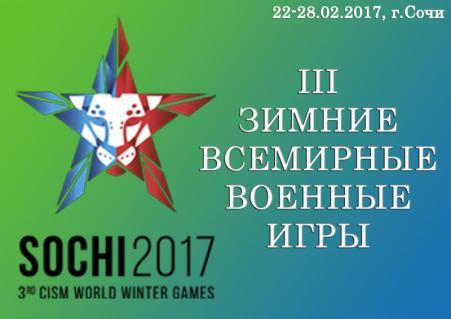 22-28.02.2017, г.Сочи
III
ЗИМНИЕ
ВСЕМИРНЫЕ
ВОЕННЫЕ
ИГРЫ
SOCHI 2017
3RD CISM WORLD WINTER GAMES